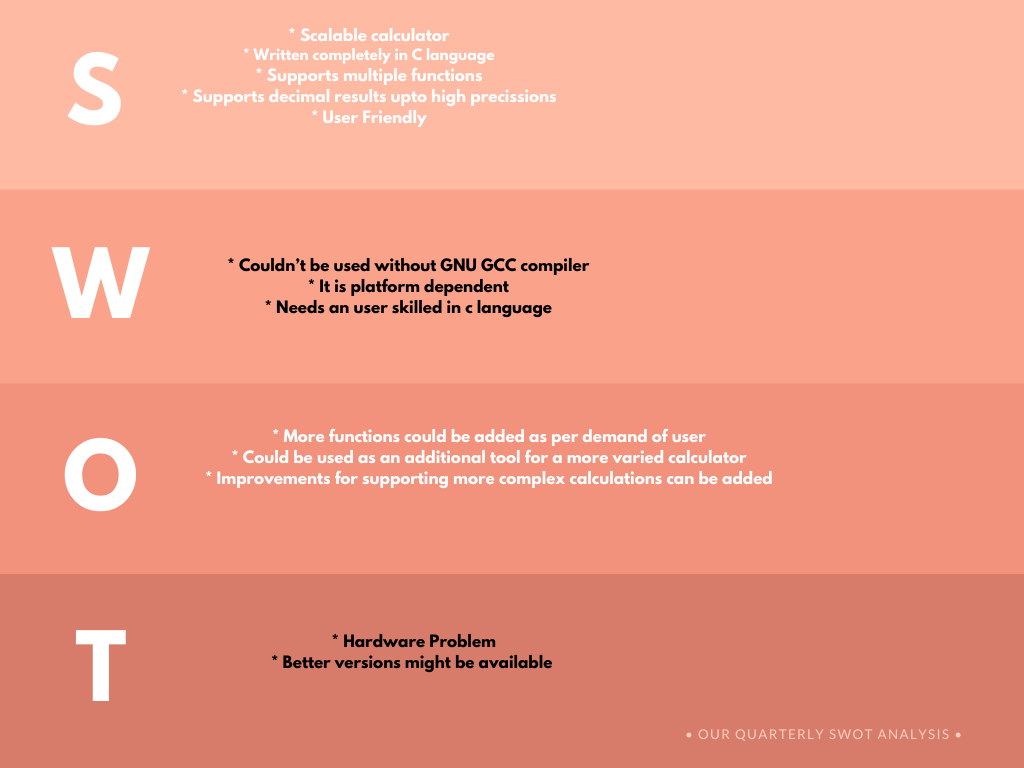 S
* Scalable calculator
* Written completely in C language
* Supports multiple functions
* Supports decimal results upto high precissions
* User Friendly
W
* Couldn’t be used without GNU GCC compiler
* It is platform dependent
* Needs an user skilled in c language
O
* More functions could be added as per demand of user
* Could be used as an additional tool for a more varied calculator
* Improvements for supporting more complex calculations can be added
T
* Hardware Problem
* Better versions might be available
• OUR QUARTERLY SWOT ANALYSIS •